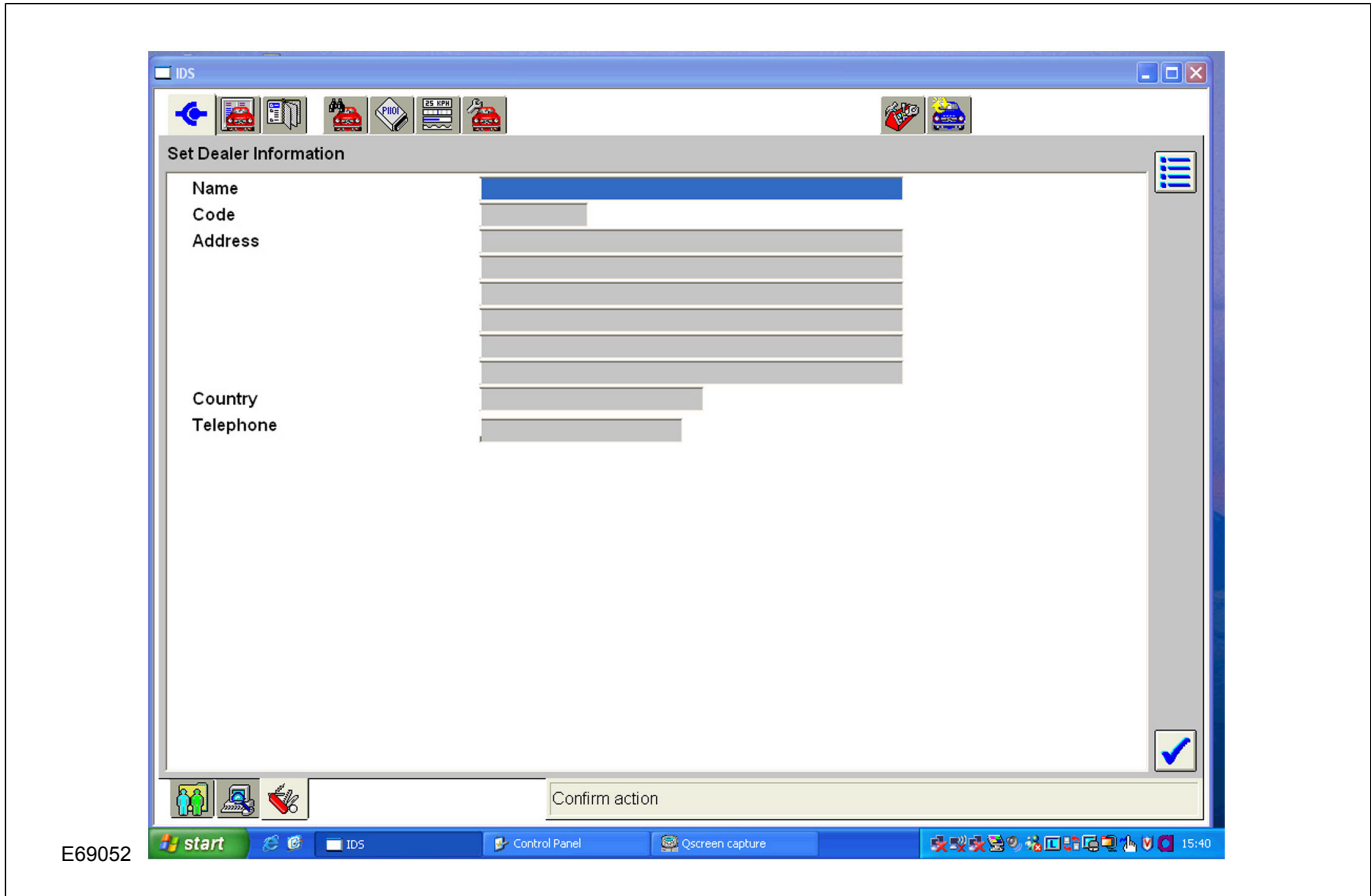 IDS
PII01
25 KPH
Set Dealer Information
Name
Code
Address
Country
Telephone
Confirm action
start
IDS
Control Panel
Qscreen capture
L
15:40
E69052